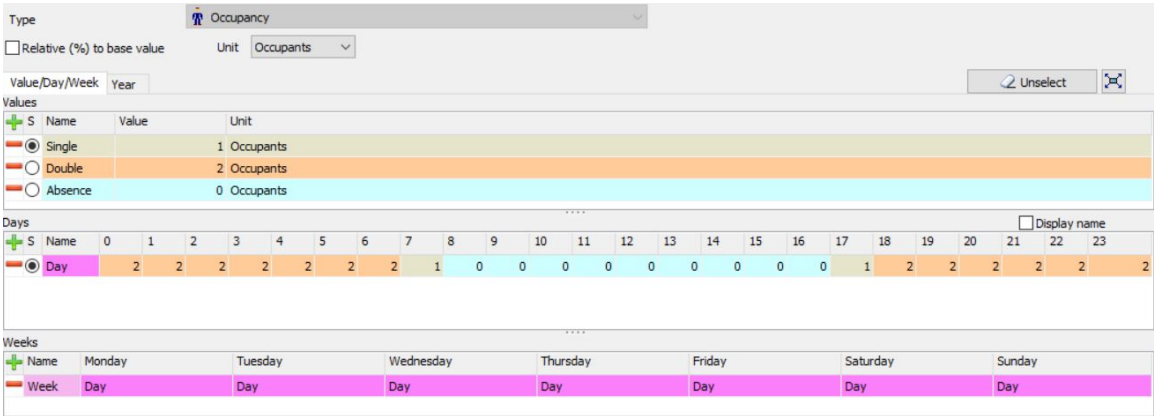 Type Occupancy
Relative (%) to base value Unit Occupants
Value/Day/Week Year Unselect
Values
S Name Value Unit
Single 1 Occupants
Double 2 Occupants
Absence 0 Occupants
Days Display name
S Name 0 1 2 3 4 5 6 7 8 9 10 11 12 13 14 15 16 17 18 19 20 21 22 23
Day 2 2 2 2 2 2 2 1 0 0 0 0 0 0 0 0 0 1 2 2 2 2 2 2
Weeks
Name Monday Tuesday Wednesday Thursday Friday Saturday Sunday
Week Day Day Day Day Day Day Day